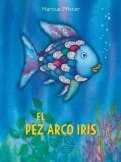 Marcus Pfister
EL
PEZ ARCO IRIS